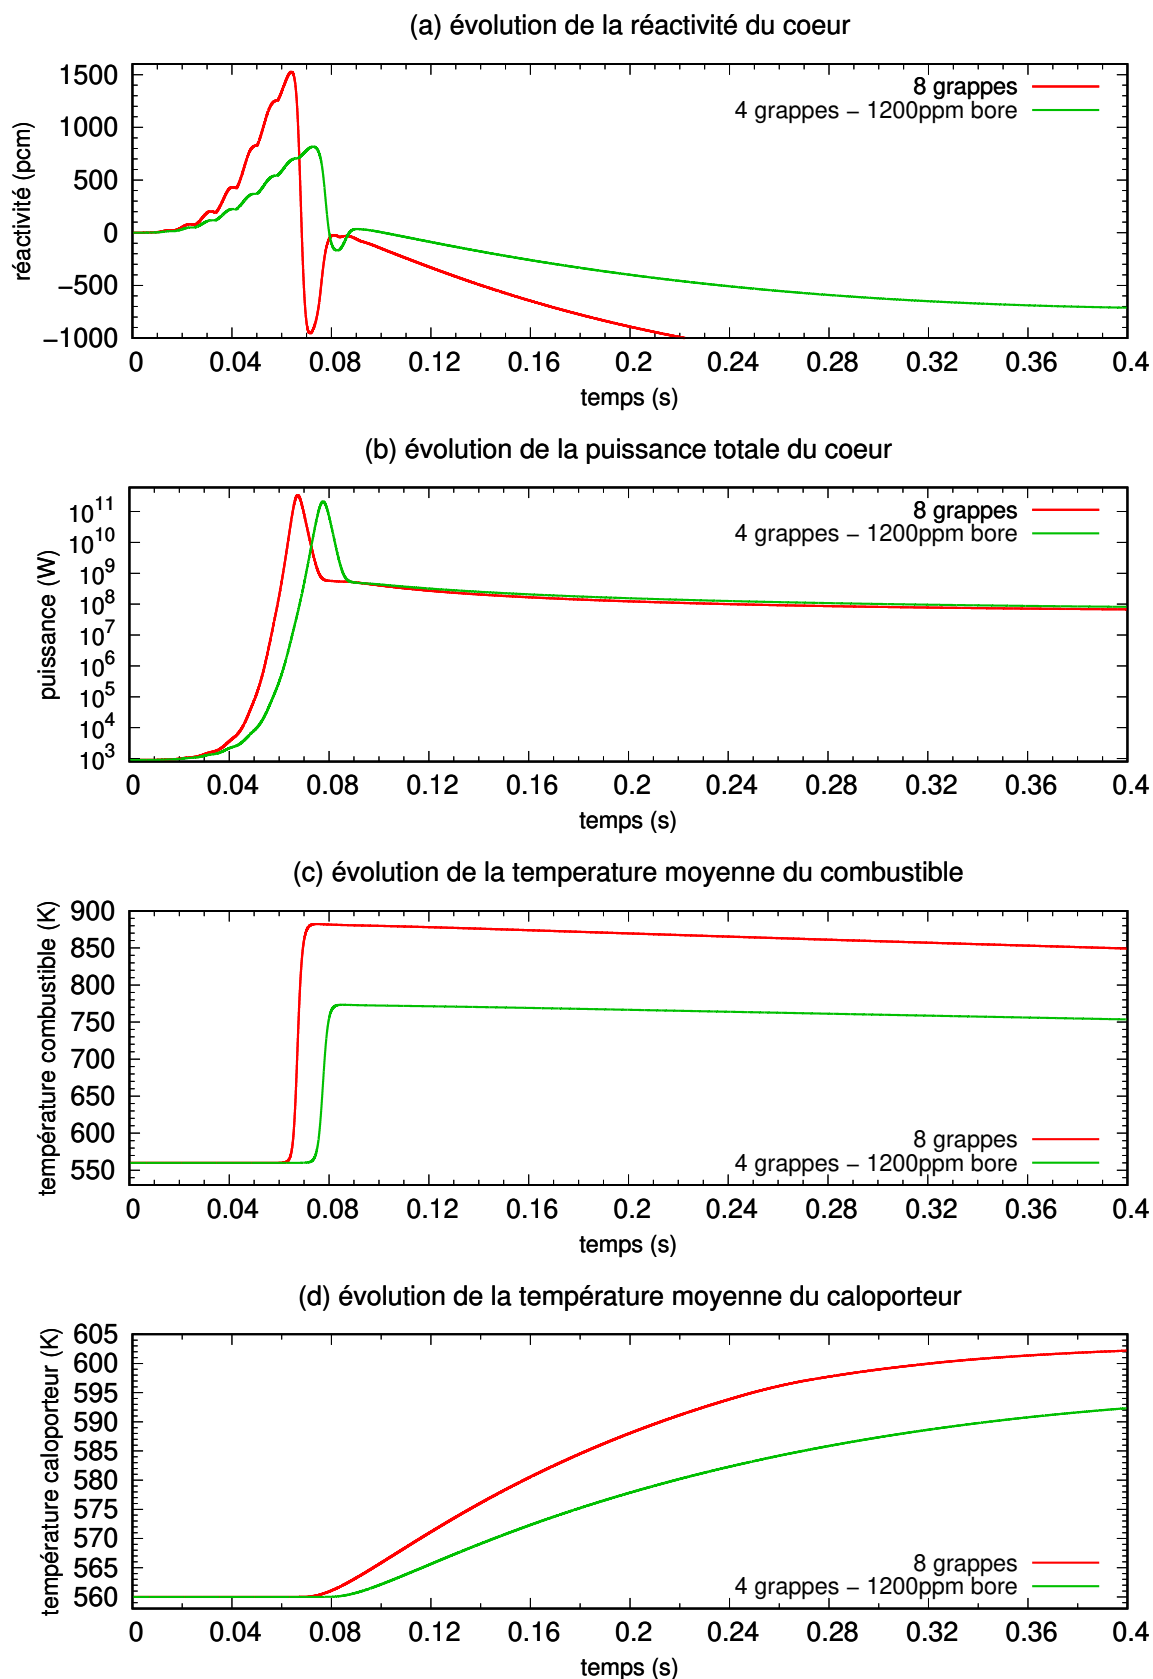 (a) évolution de la réactivité du coeur
réactivité (pcm)
1500
1000
500
0
−500
−1000
8 grappes
4 grappes − 1200ppm bore
0 0.04 0.08 0.12 0.16 0.2 0.24 0.28 0.32 0.36 0.4
temps (s)
(b) évolution de la puissance totale du coeur
puissance (W)
10^11
10^10
10^9
10^8
10^7
10^6
10^5
10^4
10^3
8 grappes
4 grappes − 1200ppm bore
0 0.04 0.08 0.12 0.16 0.2 0.24 0.28 0.32 0.36 0.4
temps (s)
(c) évolution de la temperature moyenne du combustible
température combustible (K)
900
850
800
750
700
650
600
550
8 grappes
4 grappes − 1200ppm bore
0 0.04 0.08 0.12 0.16 0.2 0.24 0.28 0.32 0.36 0.4
temps (s)
(d) évolution de la température moyenne du caloporteur
température caloporteur (K)
605
600
595
590
585
580
575
570
565
560
8 grappes
4 grappes − 1200ppm bore
0 0.04 0.08 0.12 0.16 0.2 0.24 0.28 0.32 0.36 0.4
temps (s)